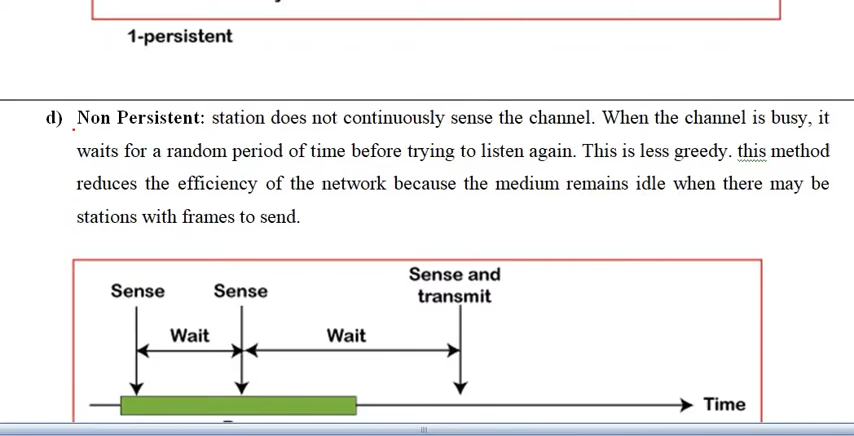 1-persistent
d) Non Persistent: station does not continuously sense the channel. When the channel is busy, it
waits for a random period of time before trying to listen again. This is less greedy. this method
reduces the efficiency of the network because the medium remains idle when there may be
stations with frames to send.
Sense and
transmit
Sense Sense
Wait Wait
Time